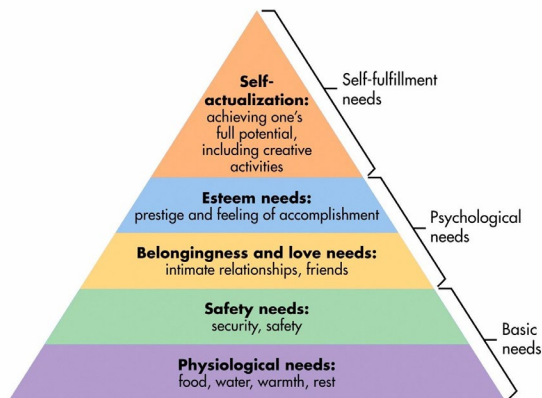 Self-
actualization:
achieving one's
full potential,
including creative
activities
Self-fulfillment
needs
Esteem needs:
prestige and feeling of accomplishment
Psychological
needs
Belongingness and love needs:
intimate relationships, friends
Safety needs:
security, safety
Basic
needs
Physiological needs:
food, water, warmth, rest